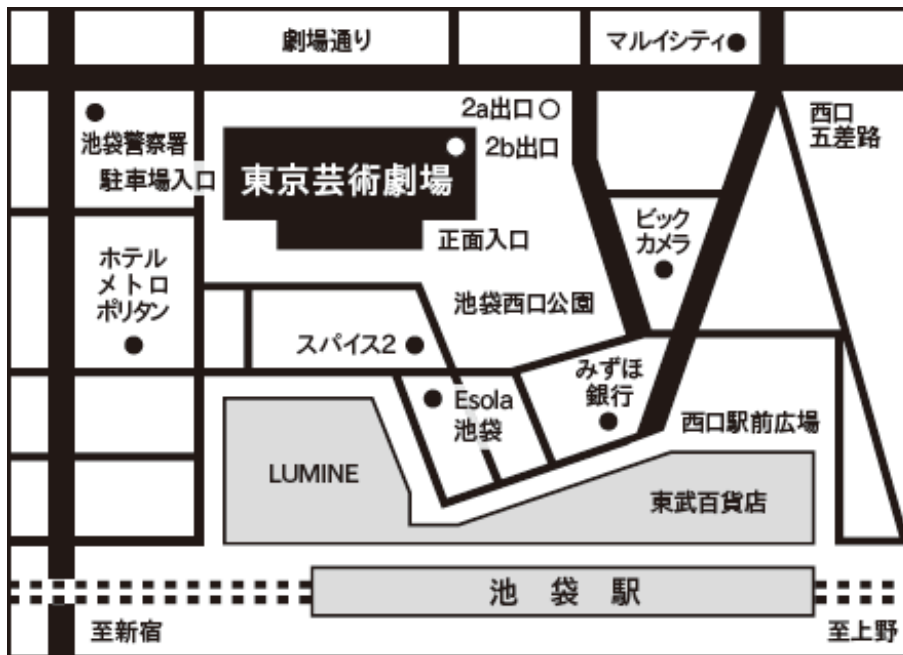 劇場通り
マルイシティ
2a出口
2b出口
西口
五差路
池袋警察署
駐車場入口
東京芸術劇場
正面入口
ビック
カメラ
ホテル
メトロ
ポリタン
池袋西口公園
スパイス2
みずほ
銀行
Esola
池袋
西口駅前広場
LUMINE
東武百貨店
池袋駅
至新宿
至上野